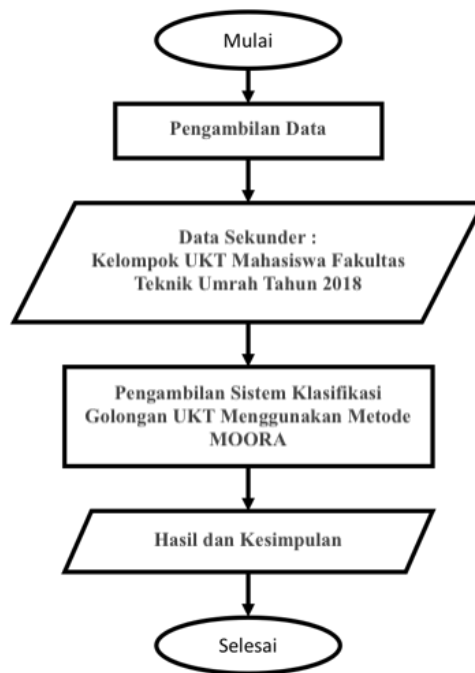 Mulai
Pengambilan Data
Data Sekunder :
Kelompok UKT Mahasiswa Fakultas
Teknik Umrah Tahun 2018
Pengambilan Sistem Klasifikasi
Golongan UKT Menggunakan Metode
MOORA
Hasil dan Kesimpulan
Selesai